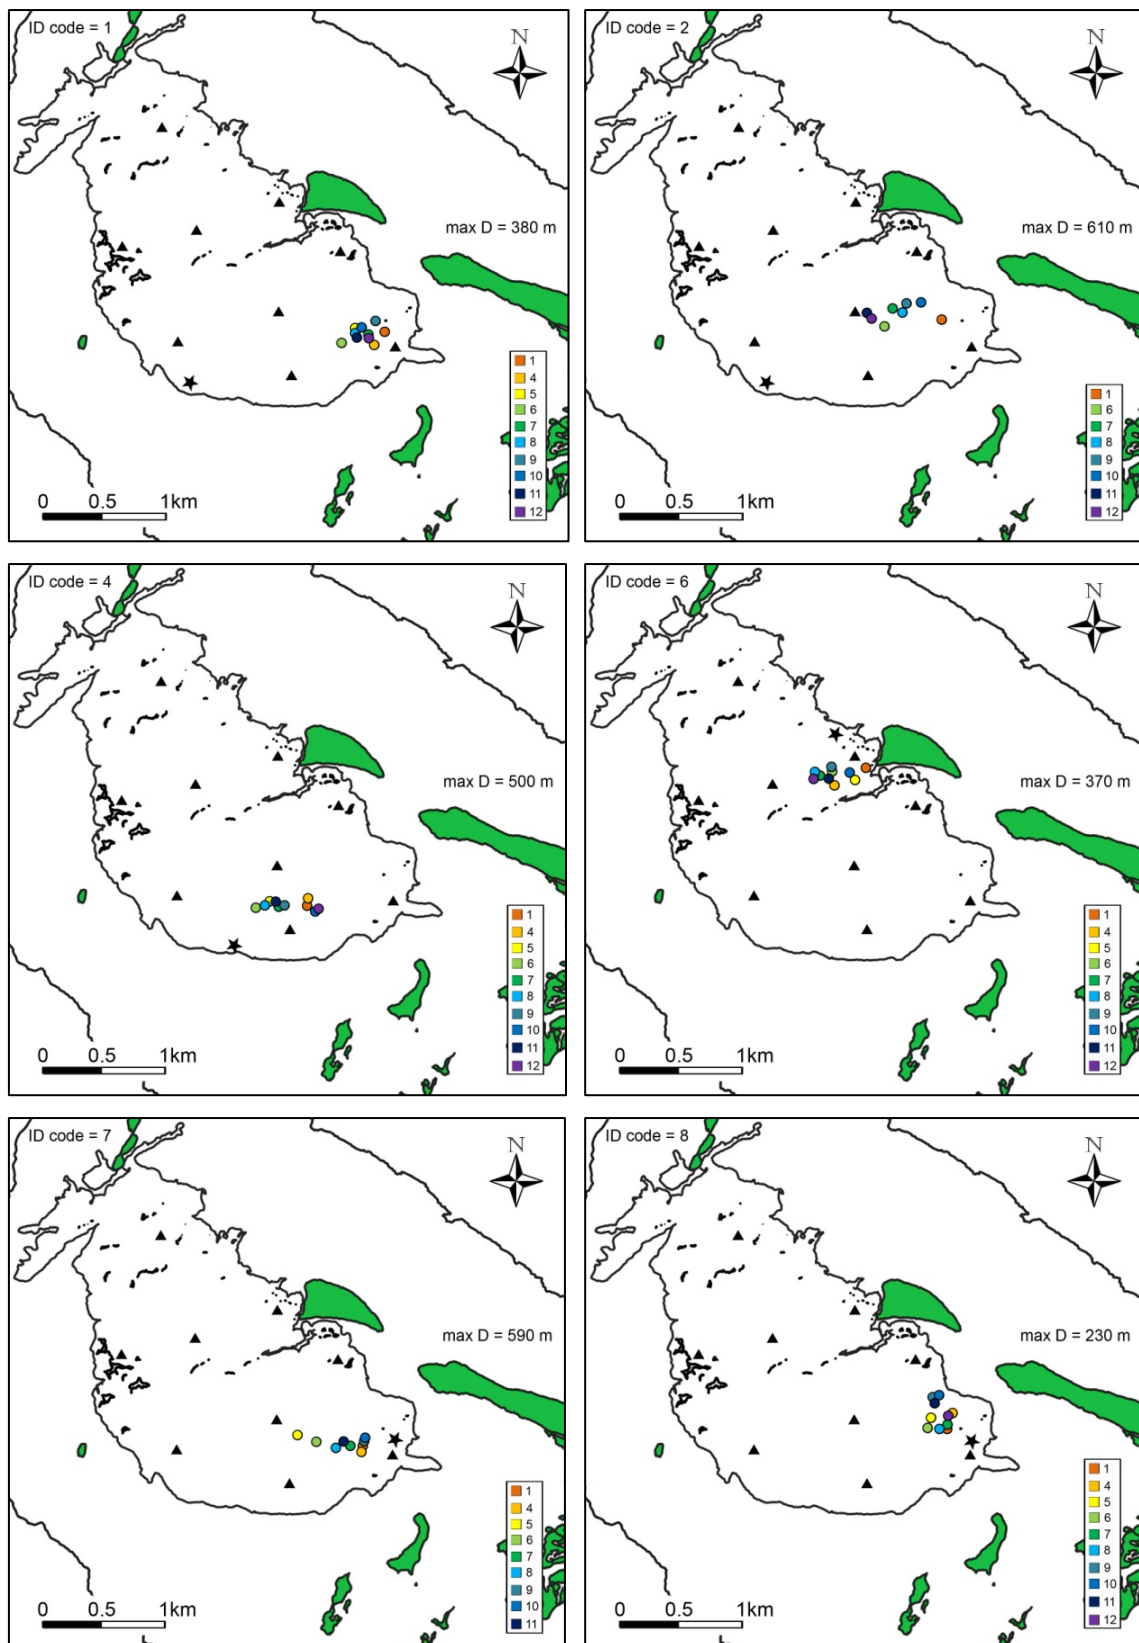 ID code = 1
N
max D = 380 m
1
4
5
6
7
8
9
10
11
12
0 0.5 1km
ID code = 2
N
max D = 610 m
1
6
7
8
9
10
11
12
0 0.5 1km
ID code = 4
N
max D = 500 m
1
4
5
6
7
8
9
10
11
12
0 0.5 1km
ID code = 6
N
max D = 370 m
1
4
5
6
7
8
9
10
11
12
0 0.5 1km
ID code = 7
N
max D = 590 m
1
4
5
6
7
8
9
10
11
0 0.5 1km
ID code = 8
N
max D = 230 m
1
4
5
6
7
8
9
10
11
12
0 0.5 1km